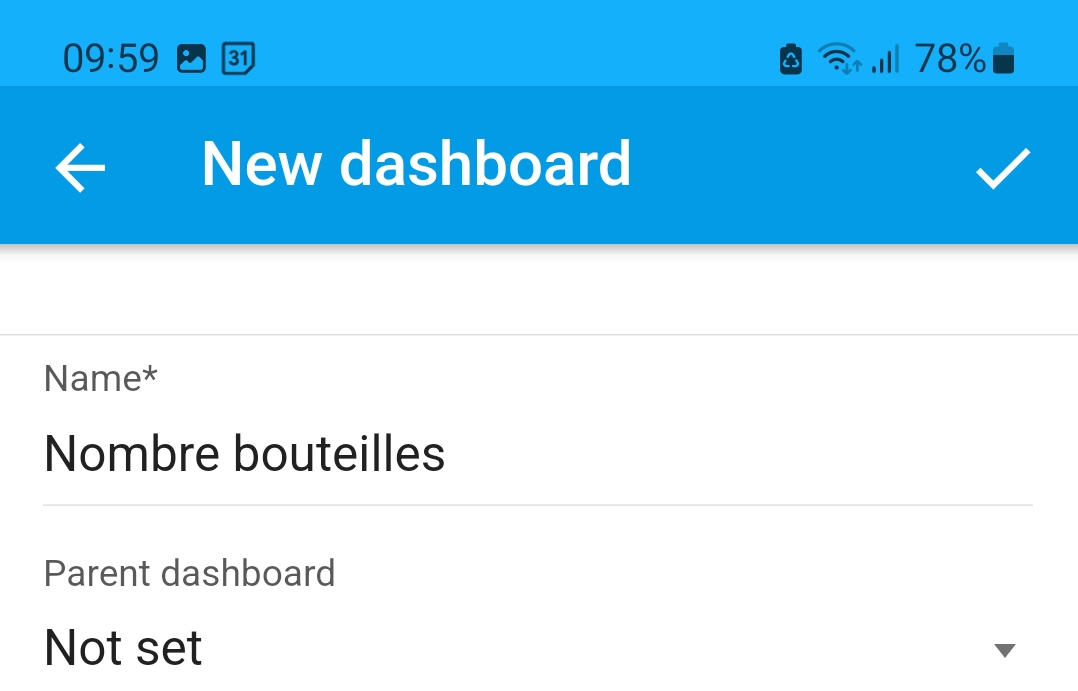 09:59 31 78%
New dashboard
Name*
Nombre bouteilles
Parent dashboard
Not set